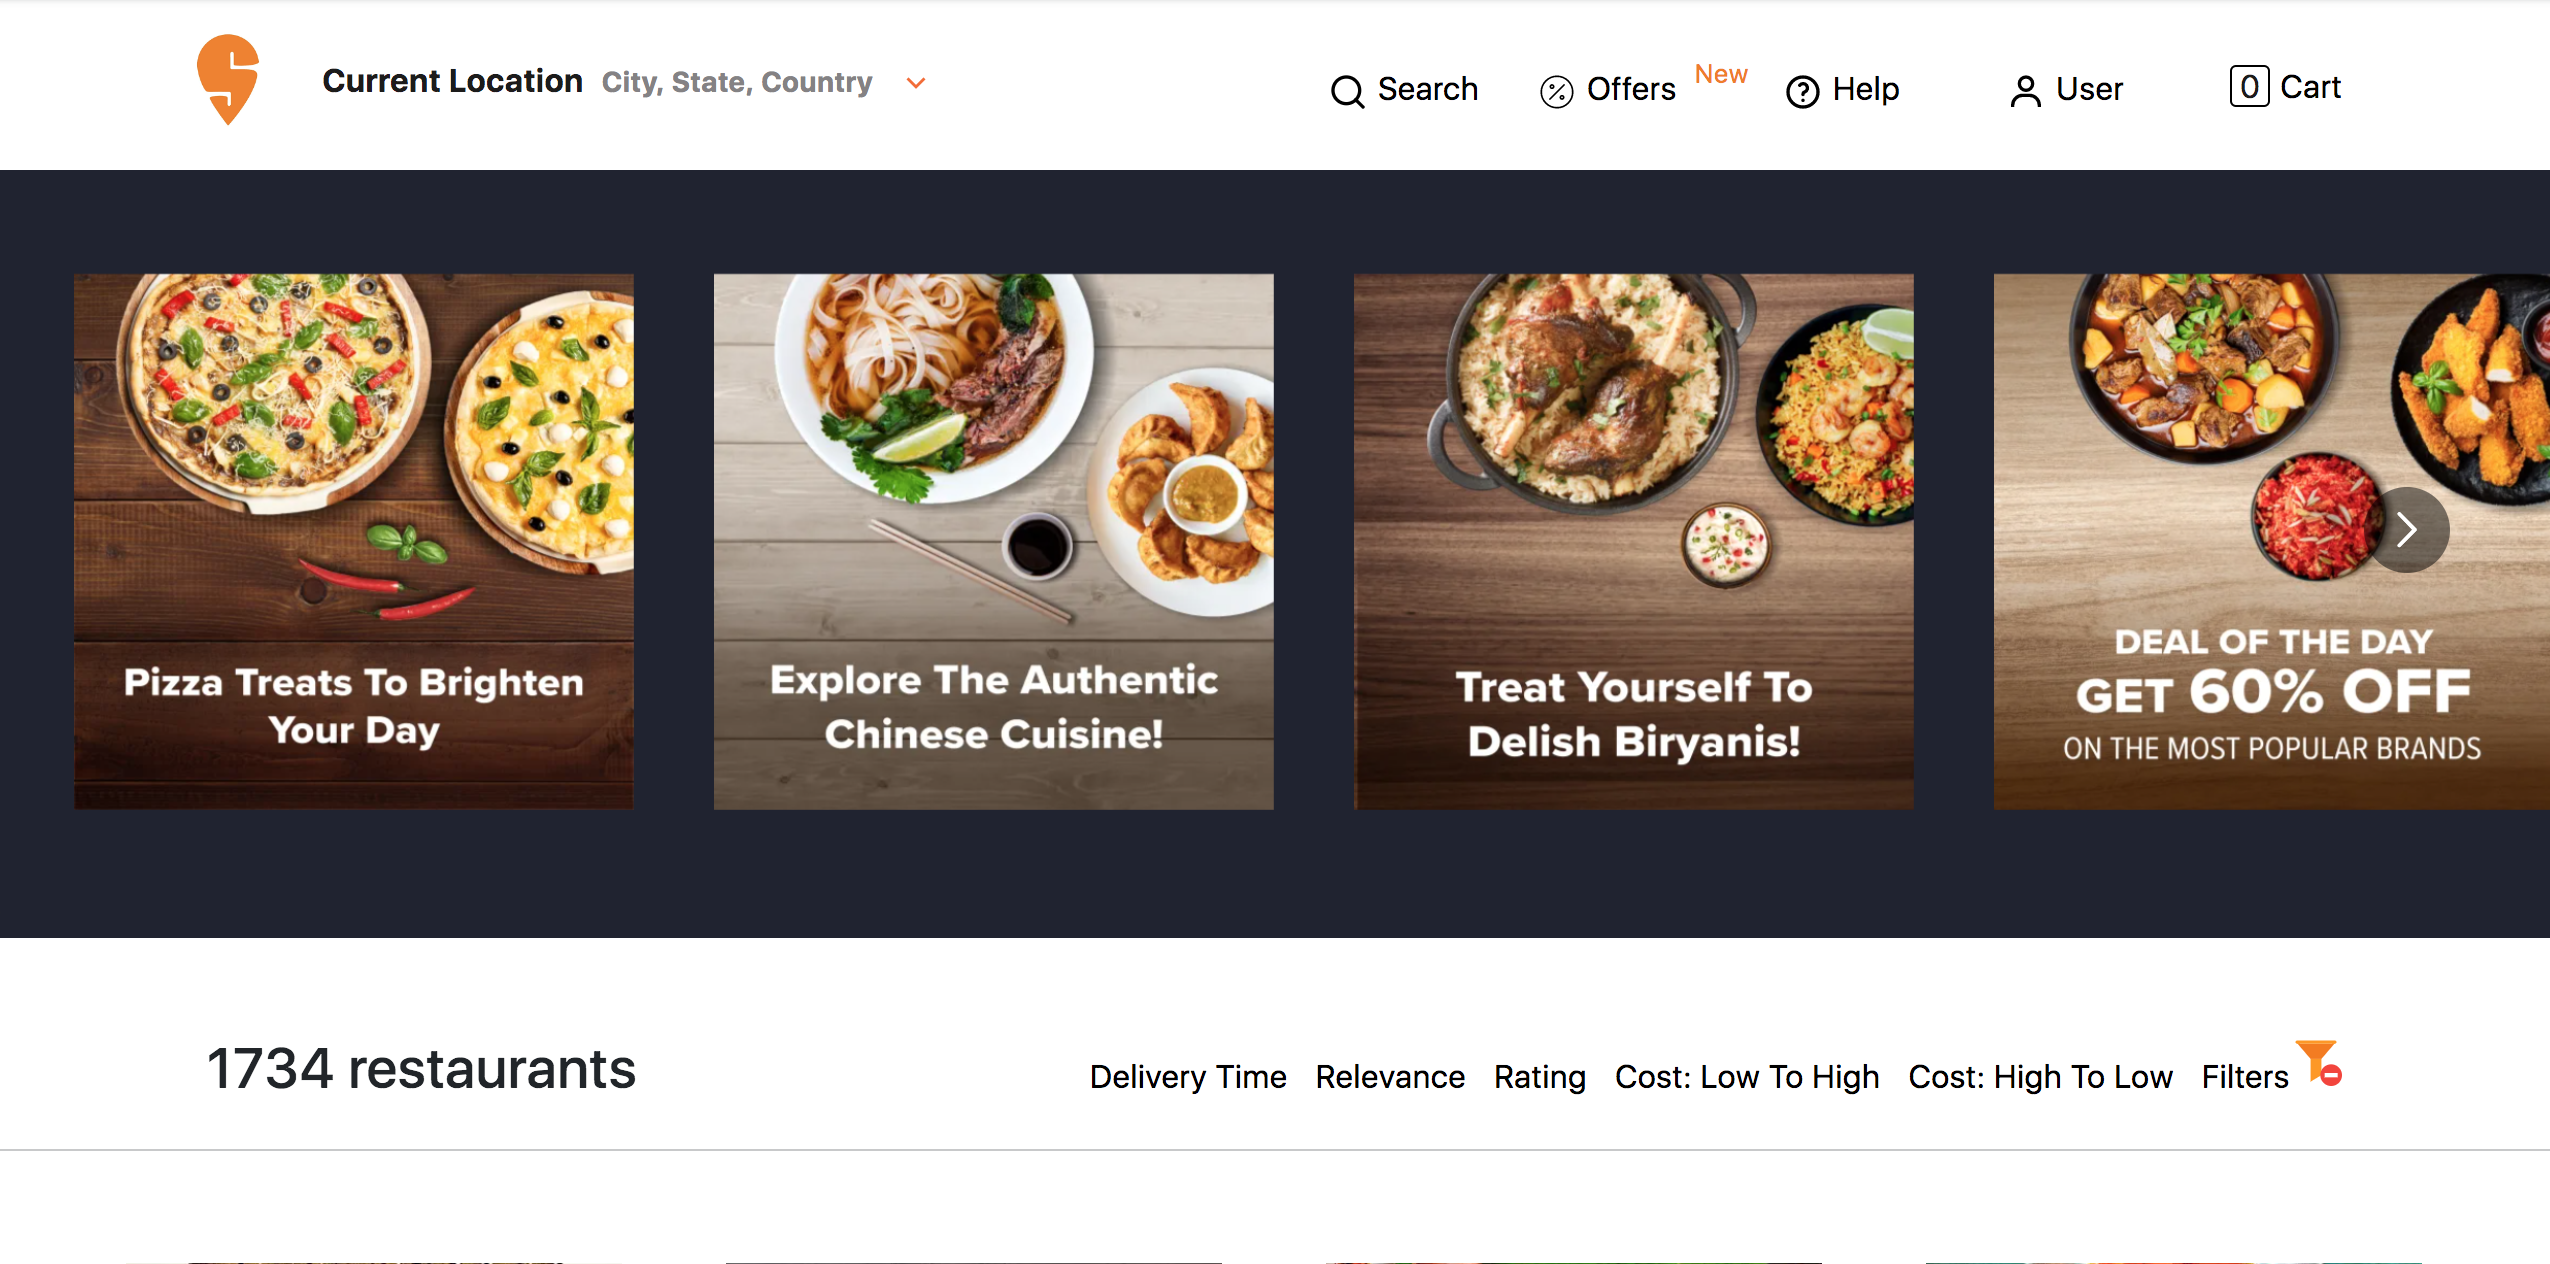 Current Location City, State, Country
Search Offers New Help User 0 Cart
Pizza Treats To Brighten
Your Day
Explore The Authentic
Chinese Cuisine!
Treat Yourself To
Delish Biryanis!
DEAL OF THE DAY
GET 60% OFF
ON THE MOST POPULAR BRANDS
1734 restaurants
Delivery Time Relevance Rating Cost: Low To High Cost: High To Low Filters